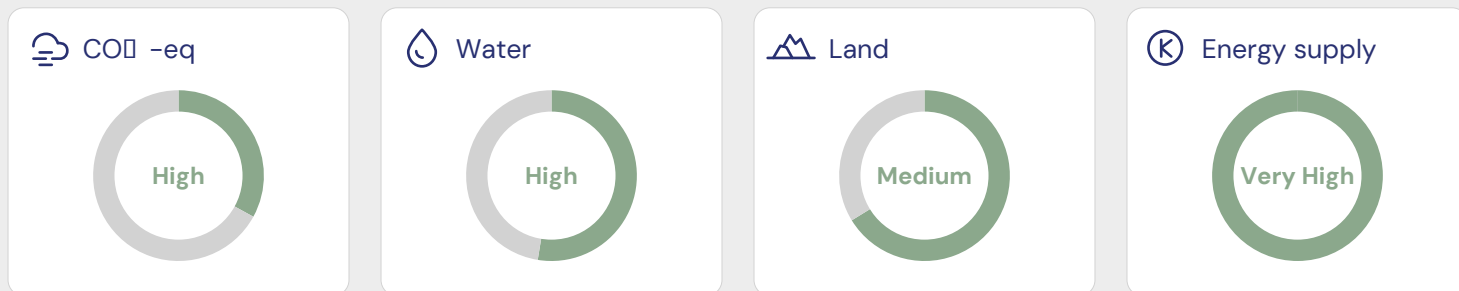 CO▯ -eq
Water
Land
Energy supply
High
High
Medium
Very High